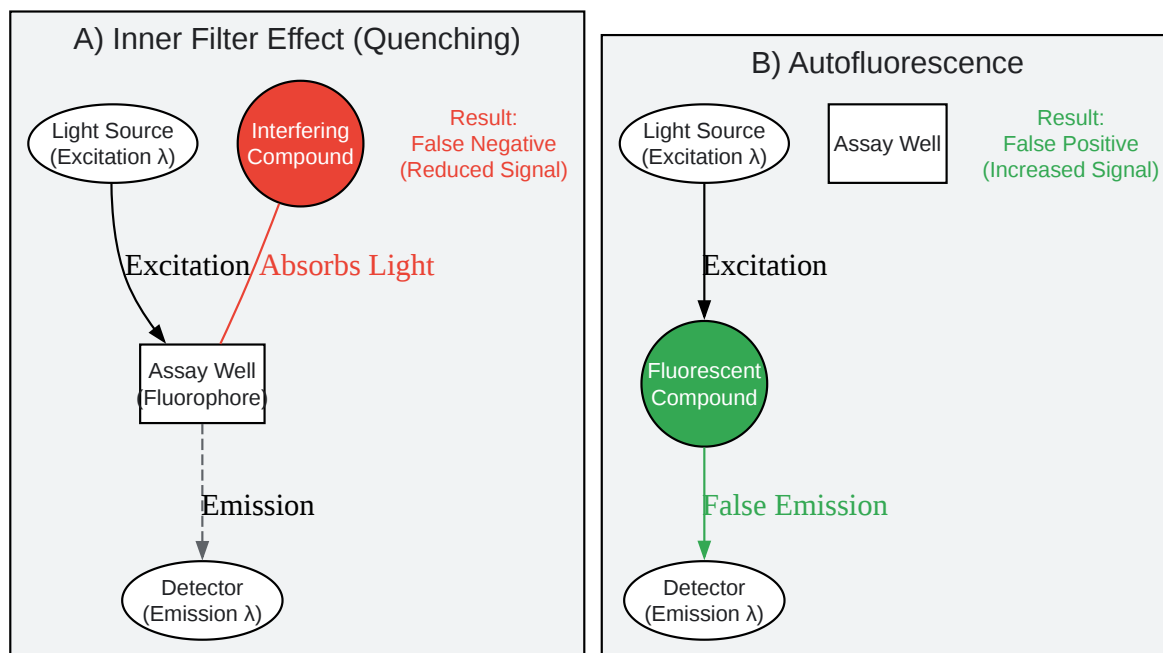 A) Inner Filter Effect (Quenching)
Light Source
(Excitation λ)
Interfering
Compound
Result:
False Negative
(Reduced Signal)
Excitation
Absorbs Light
Assay Well
(Fluorophore)
Emission
Detector
(Emission λ)
B) Autofluorescence
Light Source
(Excitation λ)
Assay Well
Result:
False Positive
(Increased Signal)
Excitation
Fluorescent
Compound
False Emission
Detector
(Emission λ)